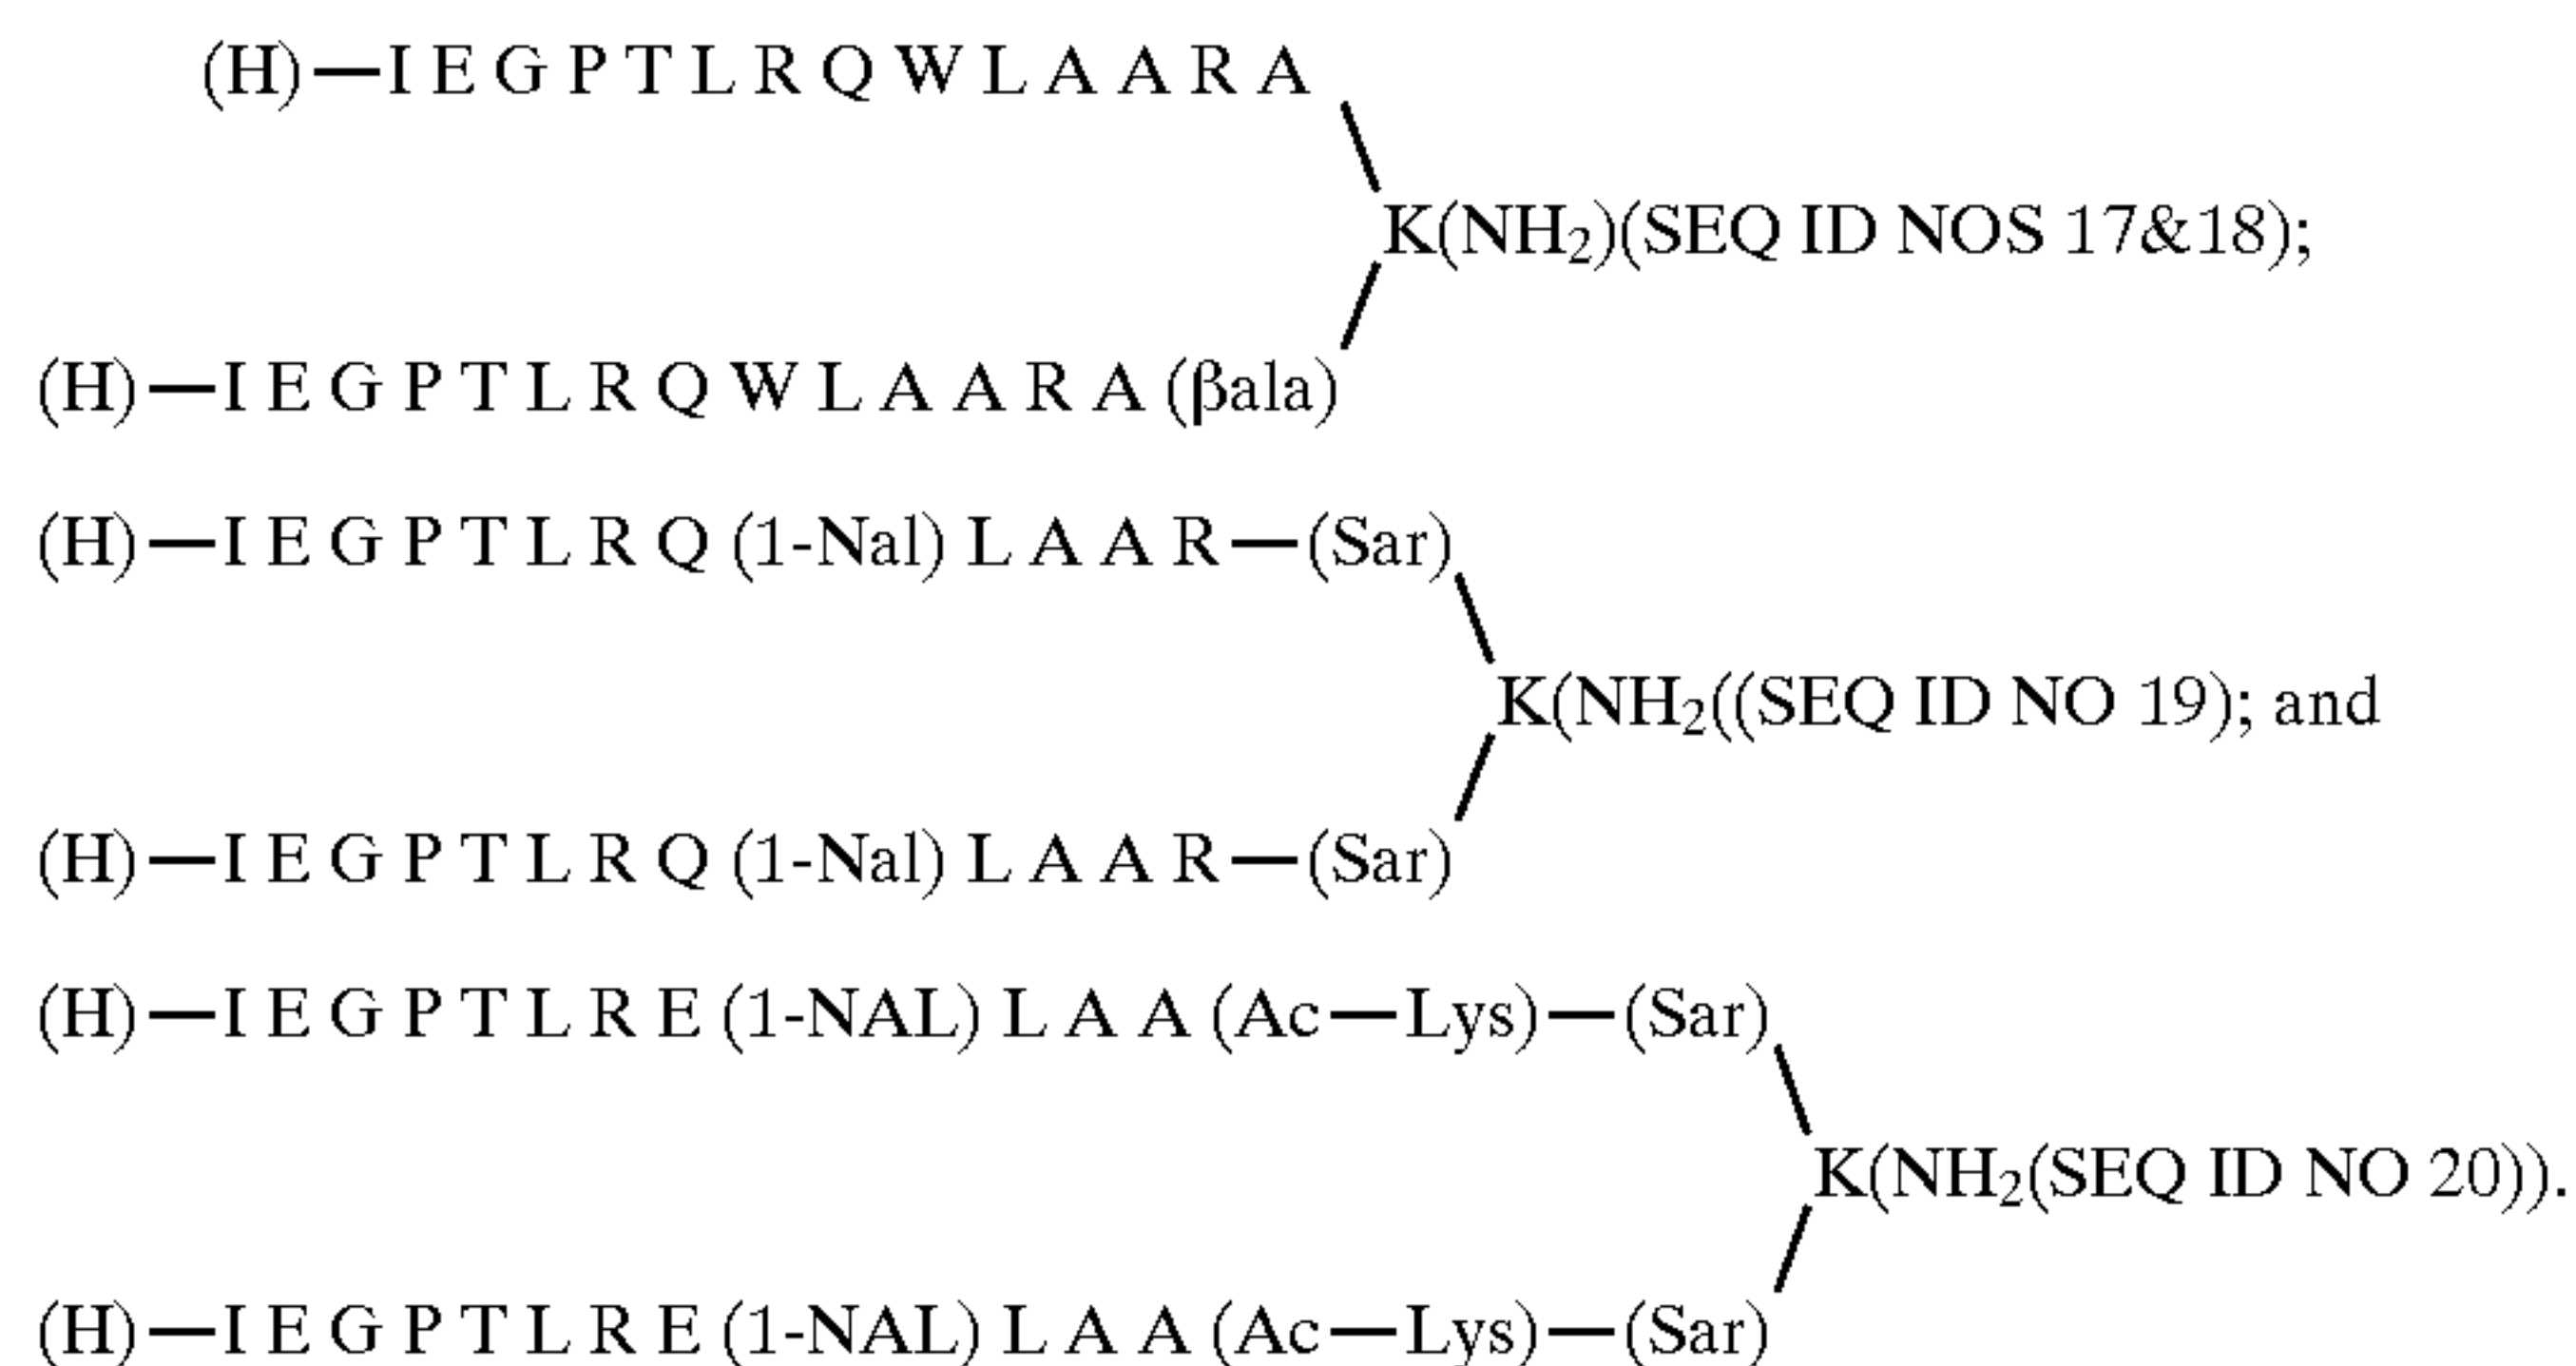 (H)—I E G P T L R Q W L A A R A
K(NH₂)(SEQ ID NOS 17&18);
(H)—I E G P T L R Q W L A A R A (βala)
(H)—I E G P T L R Q (1-Nal) L A A R—(Sar)
K(NH₂((SEQ ID NO 19); and
(H)—I E G P T L R Q (1-Nal) L A A R—(Sar)
(H)—I E G P T L R E (1-NAL) L A A (Ac—Lys)—(Sar)
K(NH₂(SEQ ID NO 20)).
(H)—I E G P T L R E (1-NAL) L A A (Ac—Lys)—(Sar)